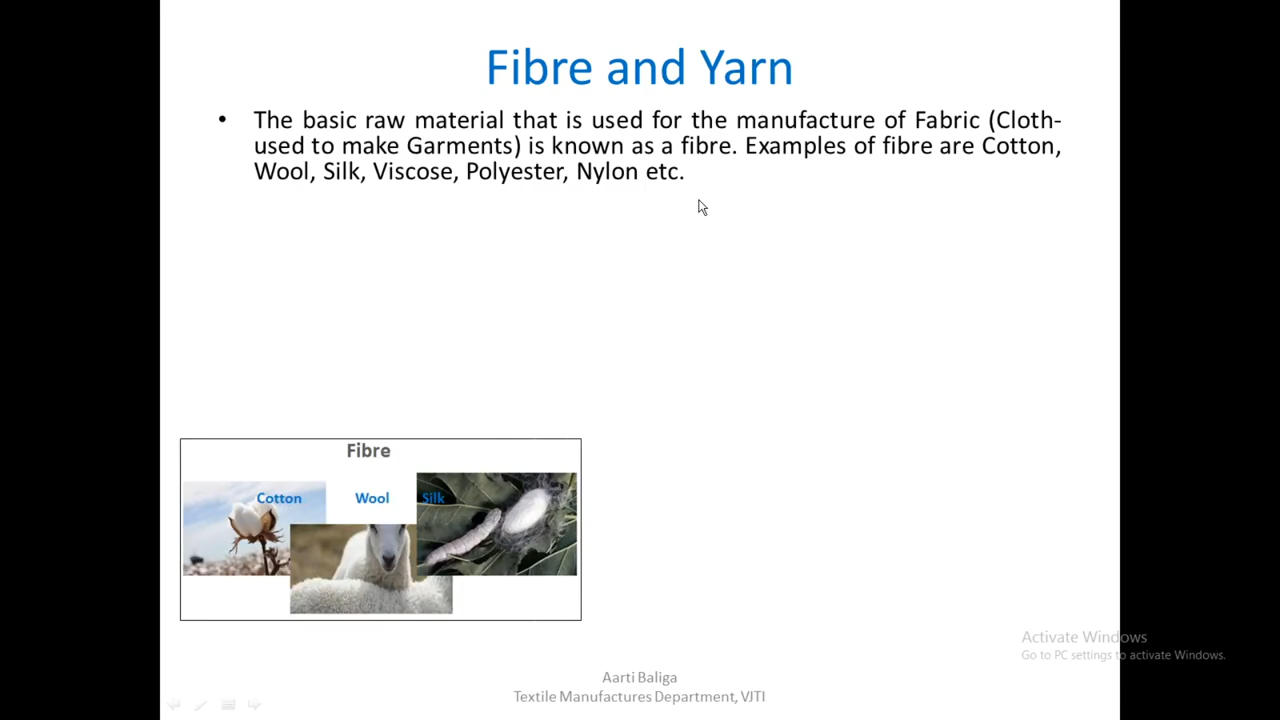 Fibre and Yarn
• The basic raw material that is used for the manufacture of Fabric (Cloth-
used to make Garments) is known as a fibre. Examples of fibre are Cotton,
Wool, Silk, Viscose, Polyester, Nylon etc.
Fibre
Cotton
Wool
Silk
Activate Windows
Go to PC settings to activate Windows.
Aarti Baliga
Textile Manufactures Department, VJTI